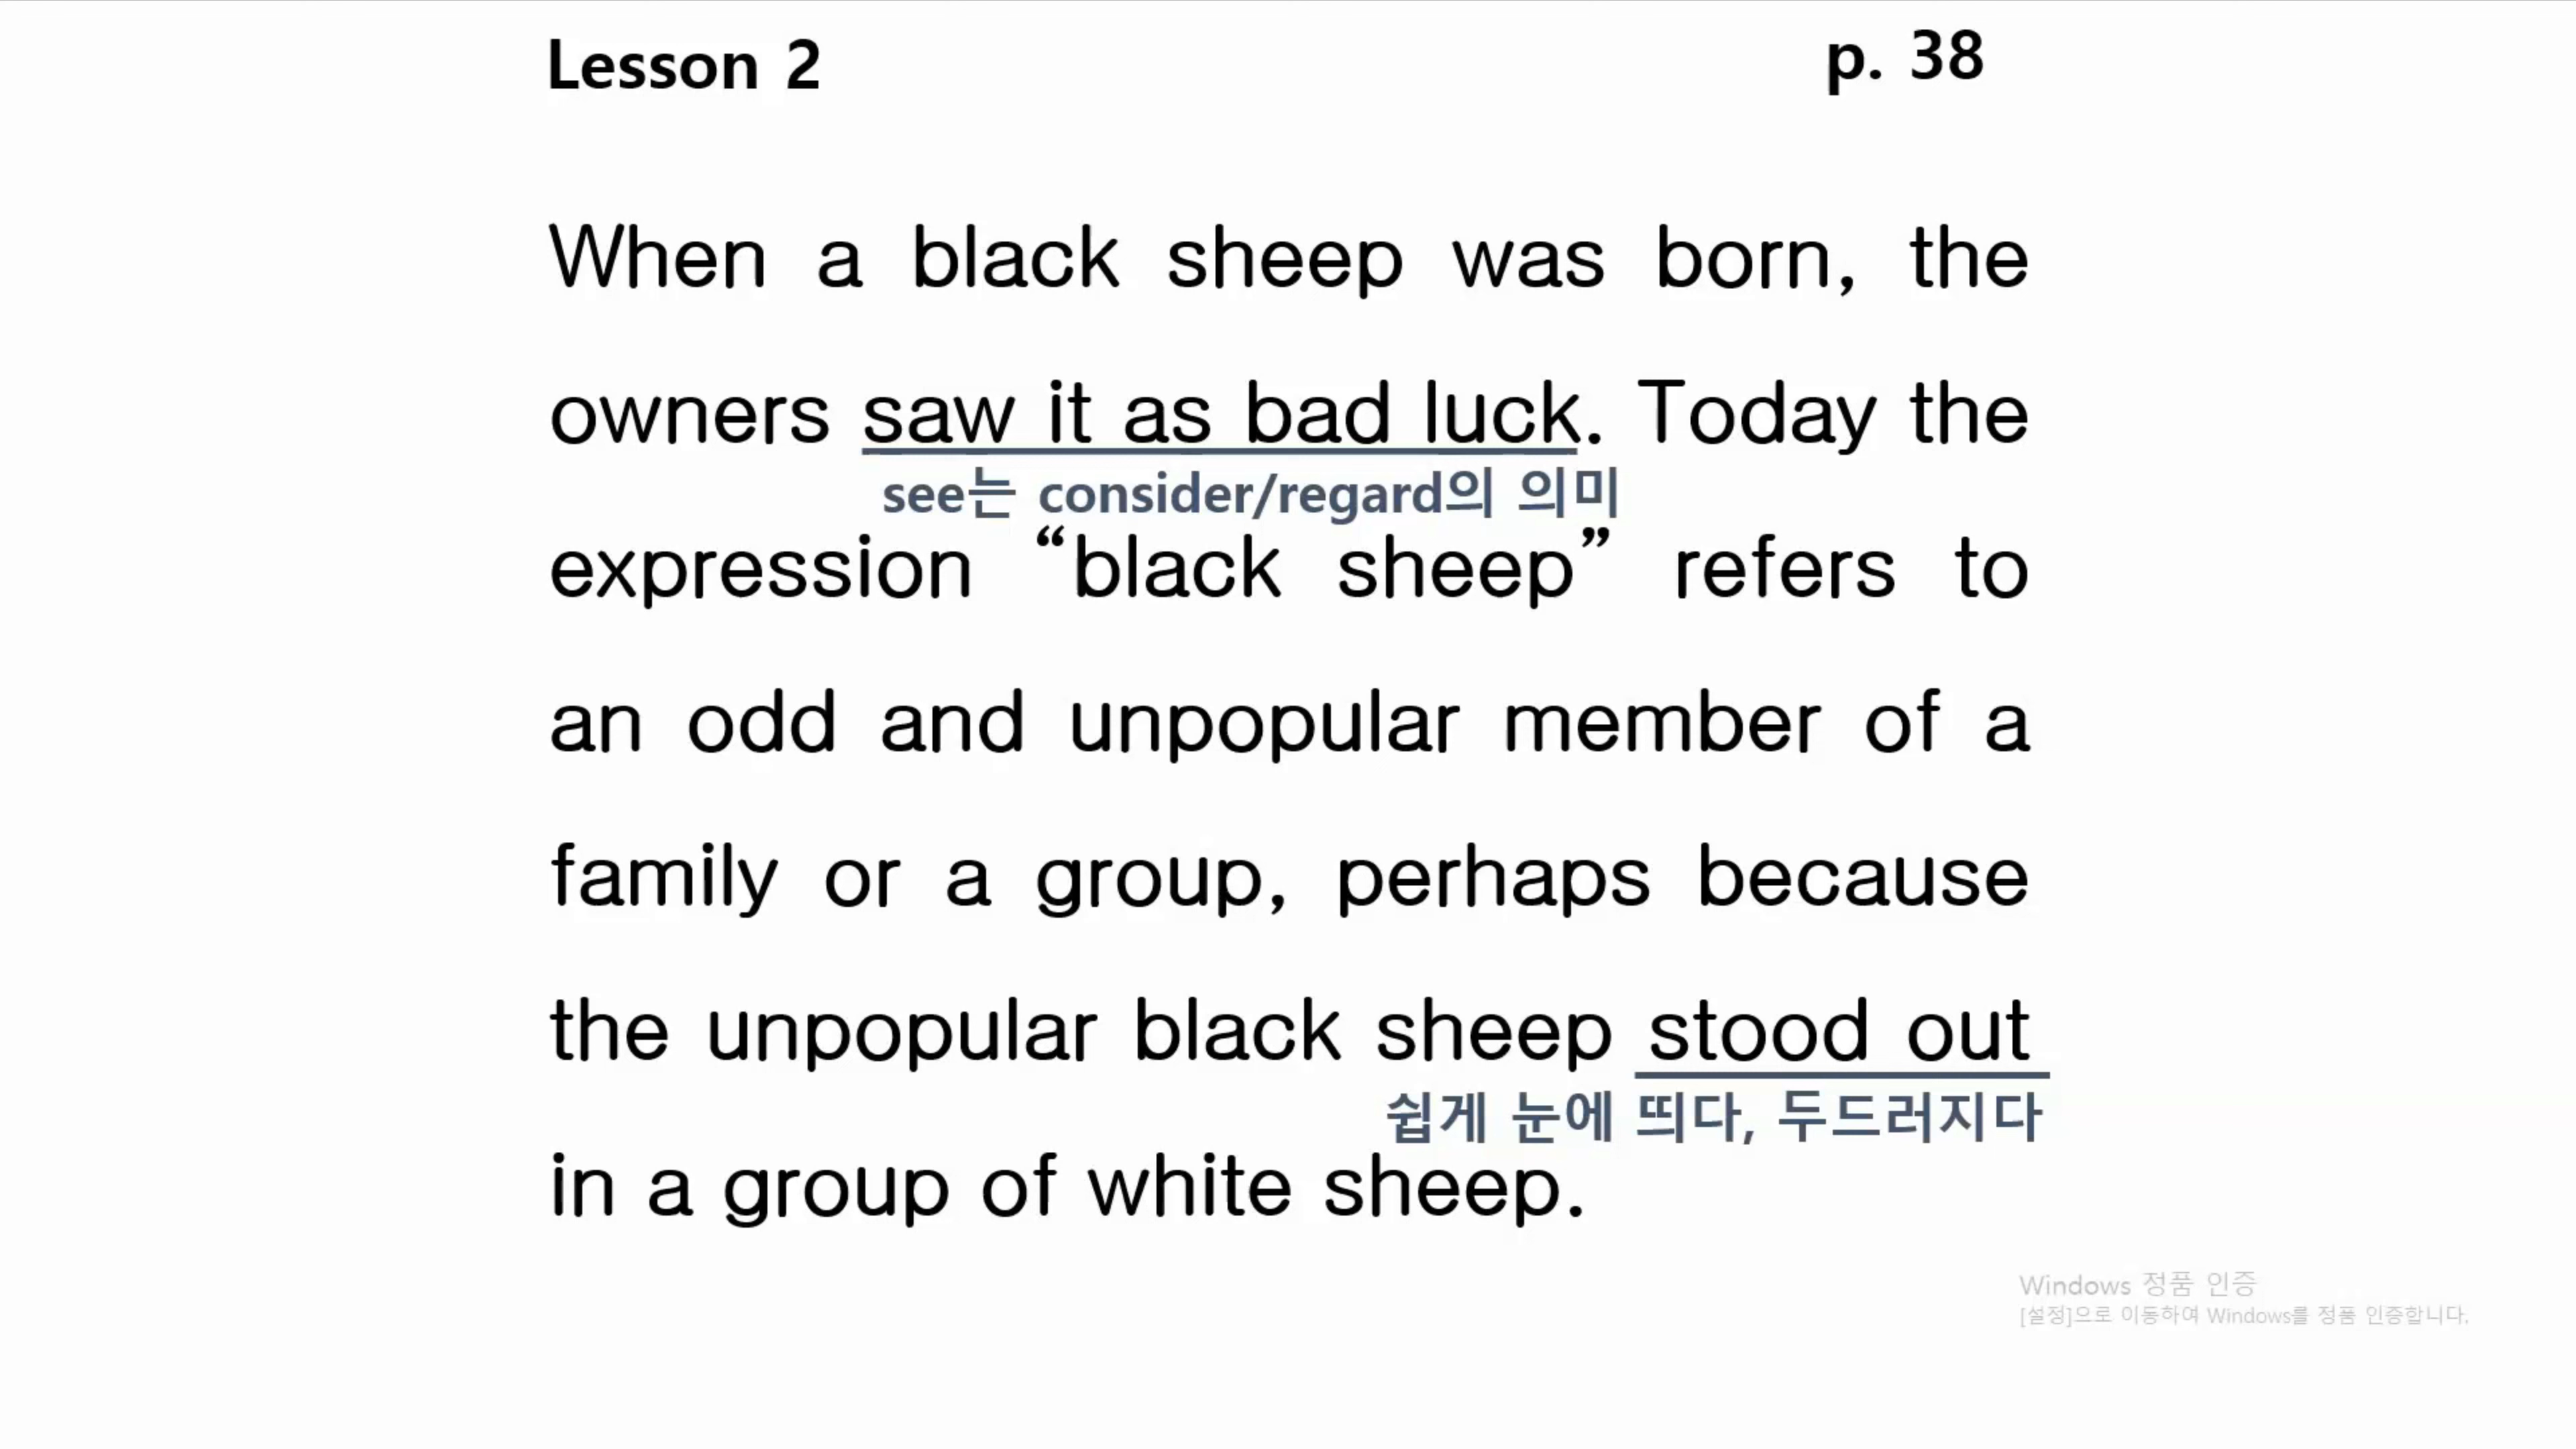 Lesson 2
p. 38
When a black sheep was born, the
owners saw it as bad luck. Today the
see는 consider/regard의 의미
expression “black sheep” refers to
an odd and unpopular member of a
family or a group, perhaps because
the unpopular black sheep stood out
쉽게 눈에 띄다, 두드러지다
in a group of white sheep.
Windows 정품 인증
[설정]으로 이동하여 Windows를 정품 인증합니다.